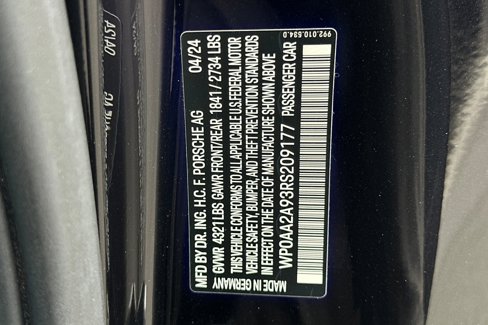 992.010.534.0
MFD BY DR. ING. H.C. F. PORSCHE AG 04/24
GVWR 4321 LBS GAWR FRONT/REAR 1841 / 2734 LBS
THIS VEHICLE CONFORMS TO ALL APPLICABLE U.S.FEDERAL MOTOR
VEHICLE SAFETY, BUMPER, AND THEFT PREVENTION STANDARDS
IN EFFECT ON THE DATE OF MANUFACTURE SHOWN ABOVE
WP0AA2A93RS209177 PASSENGER CAR
MADE IN GERMANY